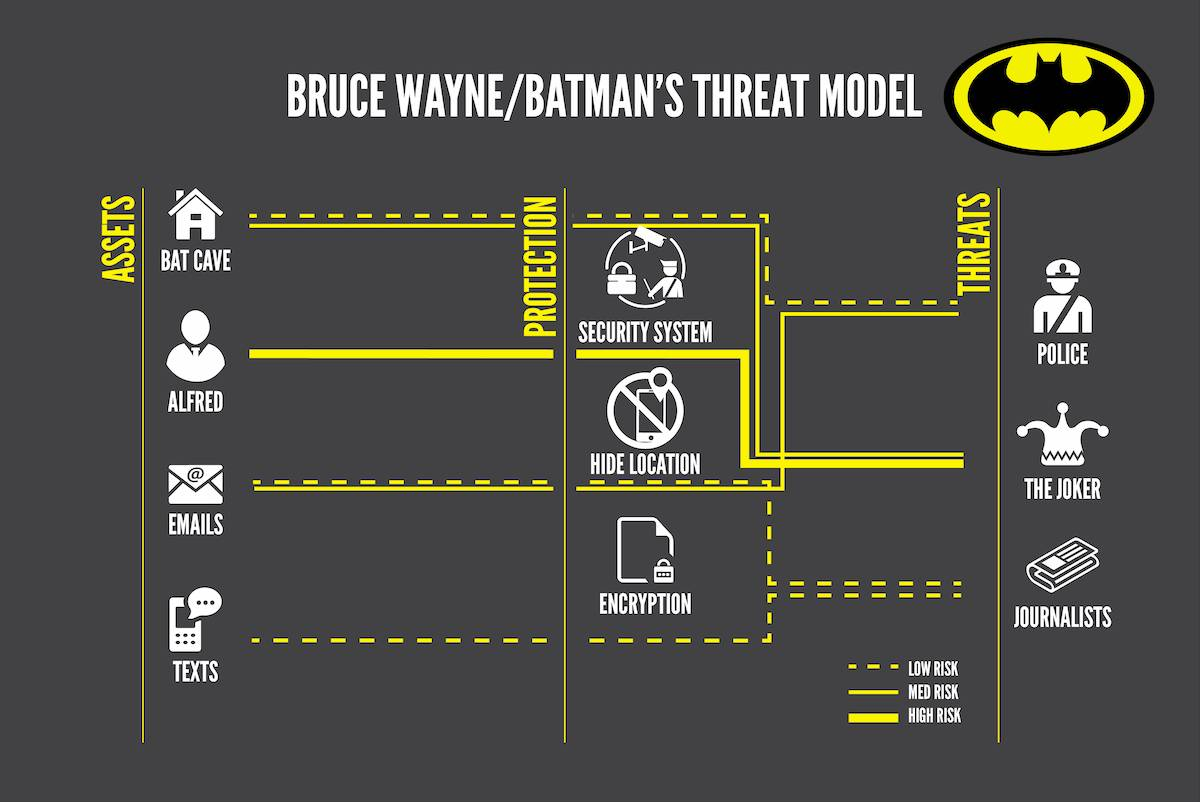 BRUCE WAYNE/BATMAN'S THREAT MODEL
ASSETS
BAT CAVE
ALFRED
EMAILS
TEXTS
PROTECTION
SECURITY SYSTEM
HIDE LOCATION
ENCRYPTION
THREATS
POLICE
THE JOKER
JOURNALISTS
LOW RISK
MED RISK
HIGH RISK